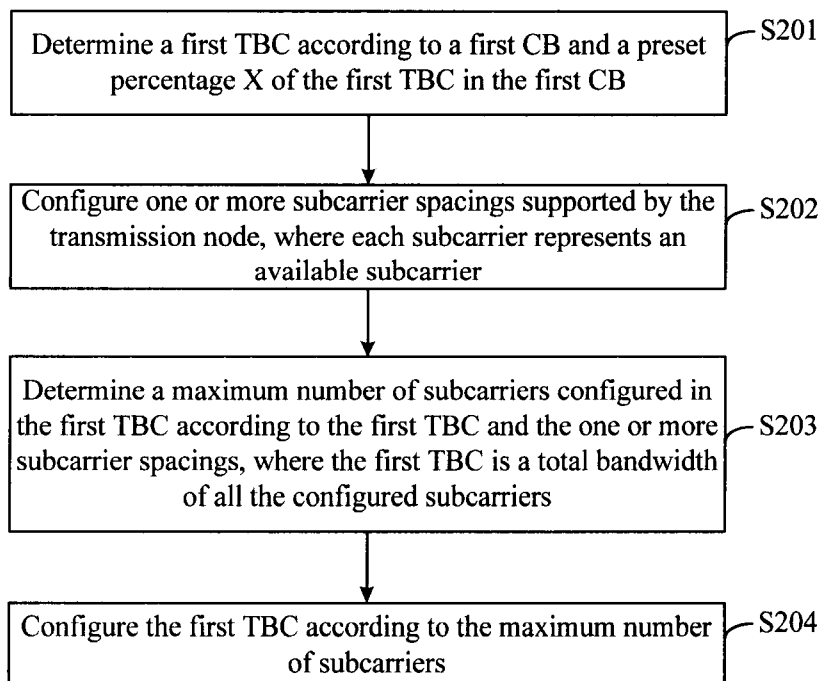 Determine a first TBC according to a first CB and a preset
percentage X of the first TBC in the first CB
S201
Configure one or more subcarrier spacings supported by the
transmission node, where each subcarrier represents an
available subcarrier
S202
Determine a maximum number of subcarriers configured in
the first TBC according to the first TBC and the one or more
subcarrier spacings, where the first TBC is a total bandwidth
of all the configured subcarriers
S203
Configure the first TBC according to the maximum number
of subcarriers
S204